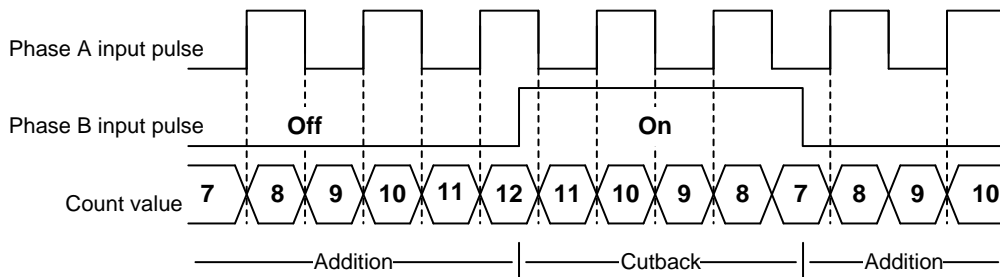 Phase A input pulse
Phase B input pulse
Off
On
Count value
7 8 9 10 11 12 11 10 9 8 7 8 9 10
Addition Cutback Addition